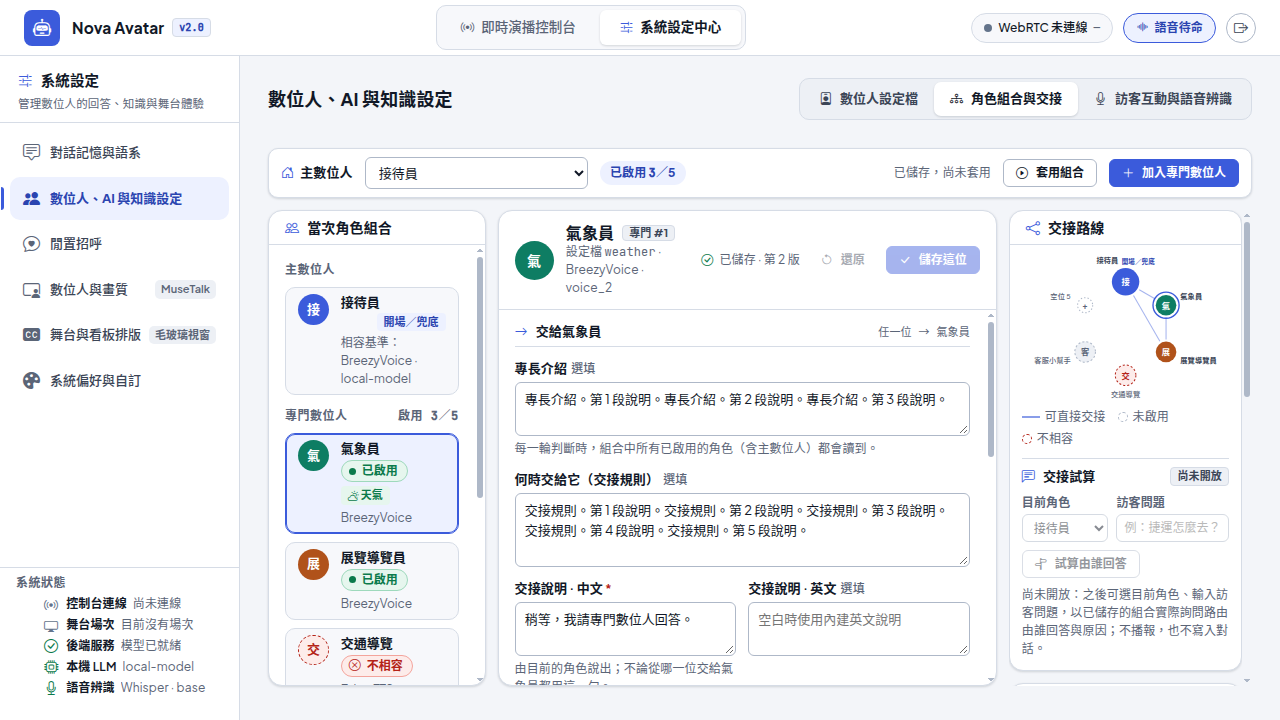 Nova Avatar v2.0
即時演播控制台
系統設定中心
WebRTC 未連線 –
語音待命
系統設定
管理數位人的回答、知識與舞台體驗
對話記憶與語系
數位人、AI 與知識設定
閒置招呼
數位人與畫質 MuseTalk
舞台與看板排版 毛玻璃視窗
系統偏好與自訂
系統狀態
控制台連線 尚未連線
舞台場次 目前沒有場次
後端服務 模型已就緒
本機 LLM local-model
語音辨識 Whisper · base
數位人、AI 與知識設定
數位人設定檔
角色組合與交接
訪客互動與語音辨識
主數位人
接待員
已啟用 3／5
已儲存，尚未套用
套用組合
加入專門數位人
當次角色組合
主數位人
接 接待員
開場／兜底
相容基準：
BreezyVoice ·
local-model
專門數位人 啟用 3／5
氣 氣象員
已啟用
天氣
BreezyVoice
展 展覽導覽員
已啟用
BreezyVoice
交 交通導覽
不相容
氣
氣象員 專門 #1
設定檔 weather ·
BreezyVoice ·
voice_2
已儲存 · 第 2 版
還原
儲存這位
交給氣象員
任一位 → 氣象員
專長介紹 選填
專長介紹。第 1 段說明。專長介紹。第 2 段說明。專長介紹。第 3 段說明。
每一輪判斷時，組合中所有已啟用的角色（含主數位人）都會讀到。
何時交給它（交接規則） 選填
交接規則。第 1 段說明。交接規則。第 2 段說明。交接規則。第 3 段說明。
交接規則。第 4 段說明。交接規則。第 5 段說明。
交接說明 · 中文 *
稍等，我請專門數位人回答。
由目前的角色說出；不論從哪一位交給氣
交接說明 · 英文 選填
空白時使用內建英文說明
交接路線
接待員 開場／兜底
接
空位 5
+
氣
氣象員
客服小幫手
客
展
展覽導覽員
交
交通導覽
可直接交接
未啟用
不相容
交接試算
尚未開放
目前角色
訪客問題
接待員
例：捷運怎麼去？
試算由誰回答
尚未開放：之後可選目前角色、輸入訪
客問題，以已儲存的組合實際詢問路由
由誰回答與原因；不播報，也不寫入對
話。